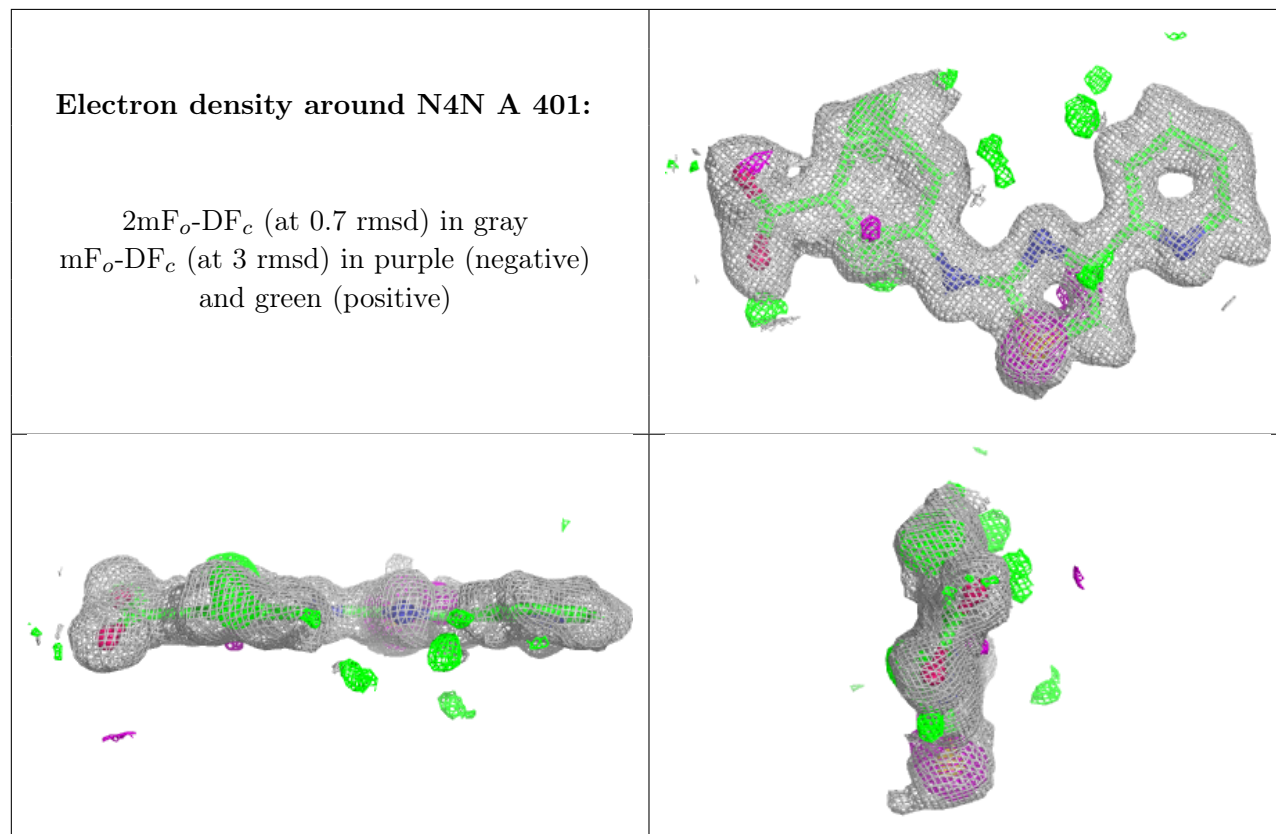 Electron density around N4N A 401:
2mFo-DFc (at 0.7 rmsd) in gray
mFo-DFc (at 3 rmsd) in purple (negative)
and green (positive)